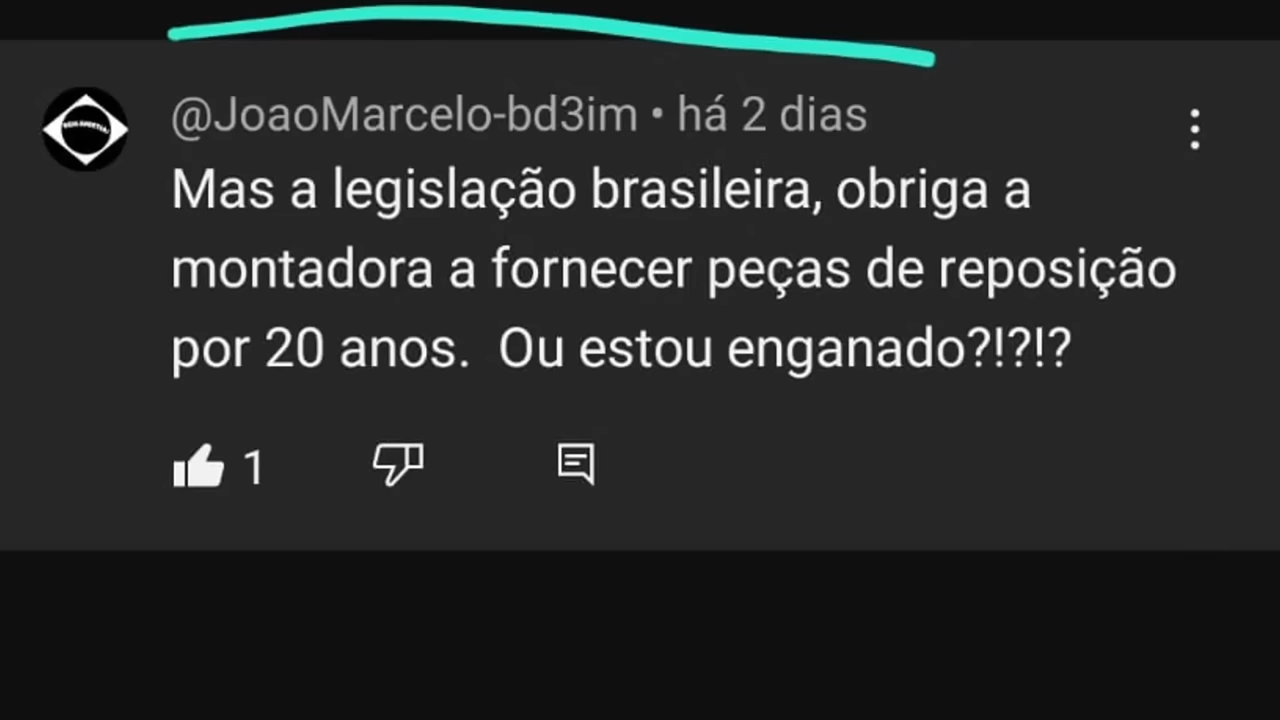 @JoaoMarcelo-bd3im • há 2 dias
Mas a legislação brasileira, obriga a
montadora a fornecer peças de reposição
por 20 anos.  Ou estou enganado?!?!?
1